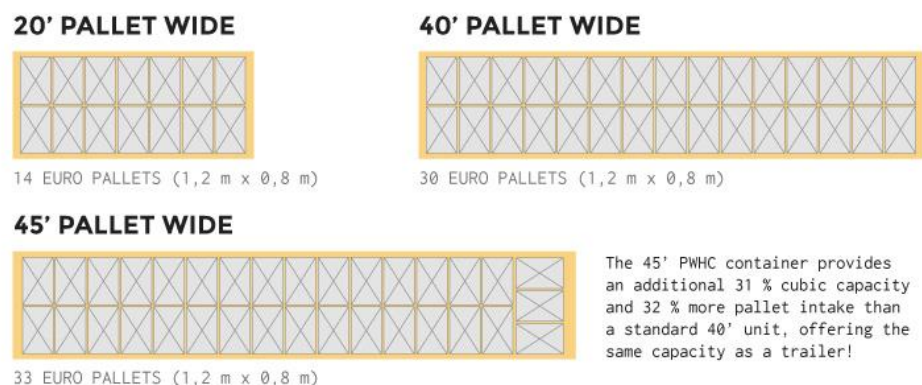 20' PALLET WIDE
14 EURO PALLETS (1,2 m x 0,8 m)
40' PALLET WIDE
30 EURO PALLETS (1,2 m x 0,8 m)
45' PALLET WIDE
33 EURO PALLETS (1,2 m x 0,8 m)
The 45' PWHC container provides
an additional 31 % cubic capacity
and 32 % more pallet intake than
a standard 40' unit, offering the
same capacity as a trailer!